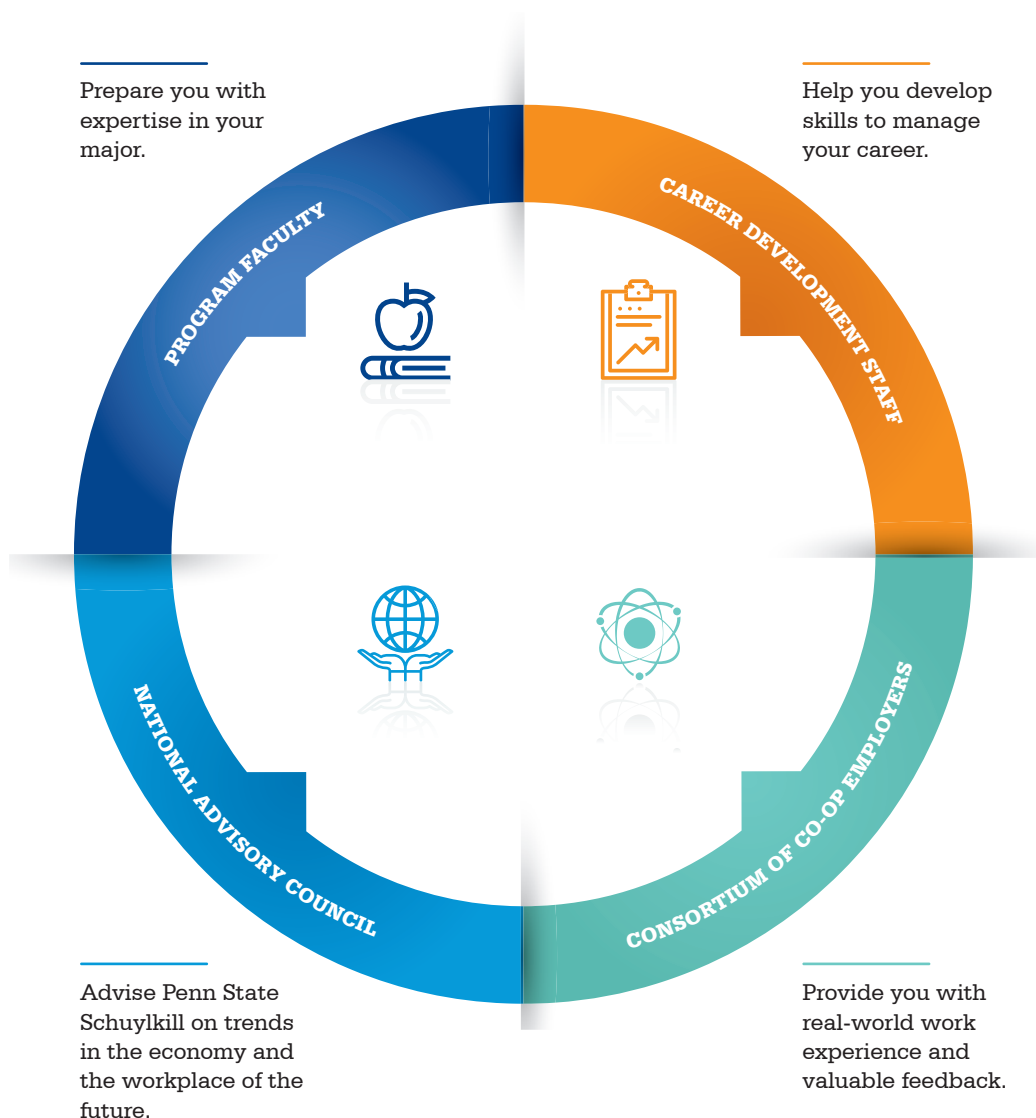 Prepare you with
expertise in your
major.
Help you develop
skills to manage
your career.
PROGRAM FACULTY
CAREER DEVELOPMENT STAFF
NATIONAL ADVISORY COUNCIL
CONSORTIUM OF CO-OP EMPLOYERS
Advise Penn State
Schuylkill on trends
in the economy and
the workplace of the
future.
Provide you with
real-world work
experience and
valuable feedback.